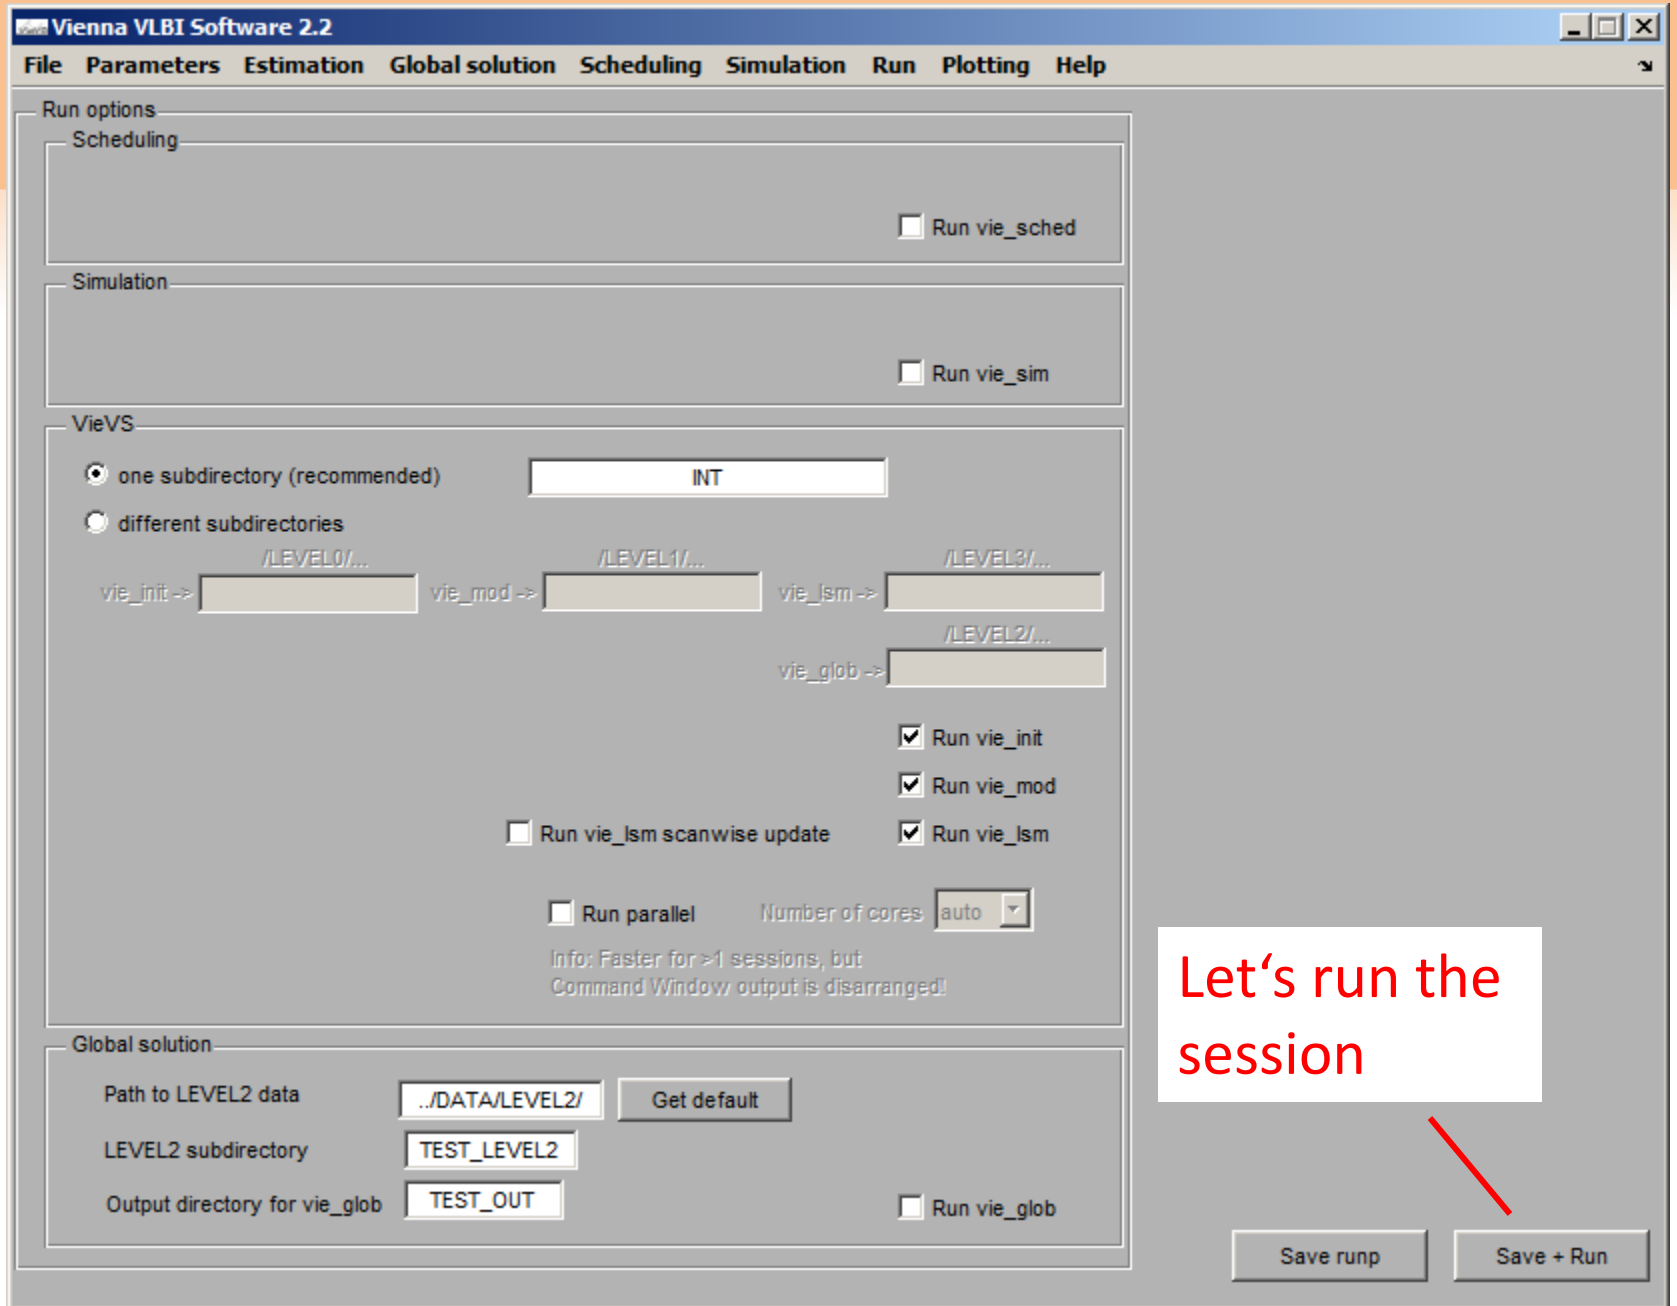 Vienna VLBI Software 2.2
File Parameters Estimation Global solution Scheduling Simulation Run Plotting Help
Run options
Scheduling
Run vie_sched
Simulation
Run vie_sim
VieVS
one subdirectory (recommended) INT
different subdirectories
/LEVEL0/... /LEVEL1/... /LEVEL3/...
vie_init -> vie_mod -> vie_lsm ->
/LEVEL2/...
vie_glob ->
Run vie_init
Run vie_mod
Run vie_lsm scanwise update Run vie_lsm
Run parallel Number of cores auto
Info: Faster for >1 sessions, but
Command Window output is disarranged!
Let‘s run the
session
Global solution
Path to LEVEL2 data ../DATA/LEVEL2/ Get default
LEVEL2 subdirectory TEST_LEVEL2
Output directory for vie_glob TEST_OUT Run vie_glob
Save runp Save + Run